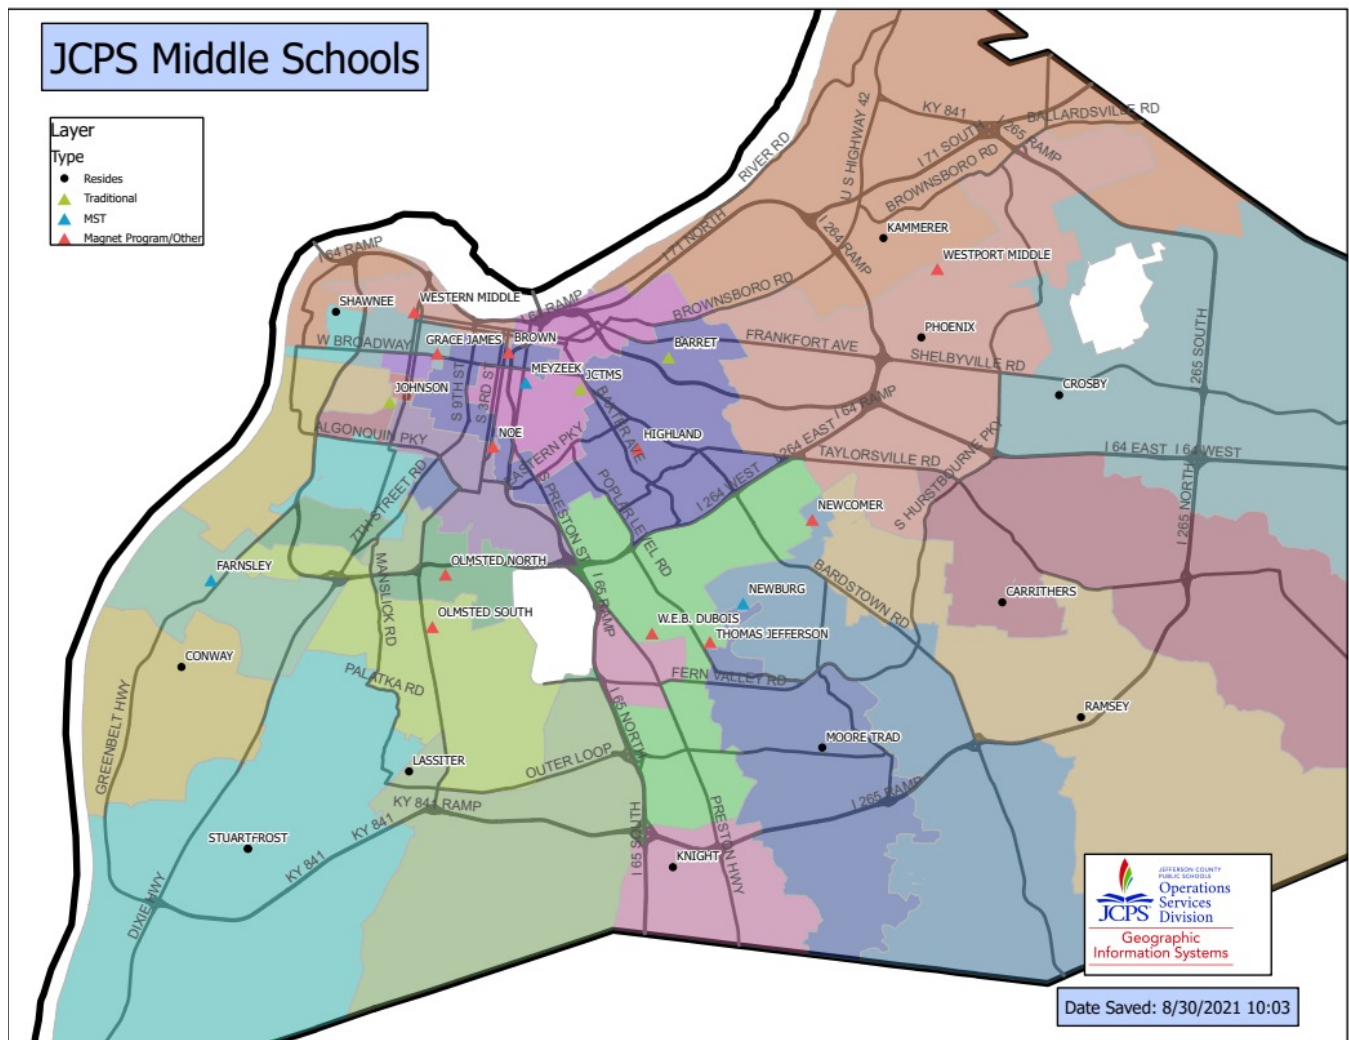 JCPS Middle Schools
Layer
Type
Resides
Traditional
MST
Magnet Program/Other
RIVER RD
U S HIGHWAY 42
KY 841
BALLARDSVILLE RD
I 71 SOUTH
I 265 RAMP
BROWNSBORO RD
I 71 NORTH
I 264 RAMP
KAMMERER
WESTPORT MIDDLE
I 64 RAMP
SHAWNEE
WESTERN MIDDLE
I 64 RAMP
BROWNSBORO RD
PHOENIX
265 SOUTH
W BROADWAY
GRACE JAMES
BROWN
BARRET
FRANKFORT AVE
SHELBYVILLE RD
MEYZEEK
JCTMS
CROSBY
JOHNSON
S 9TH ST
S 3RD ST
BAXTER AVE
I 64 RAMP
ALGONQUIN PKY
NOE
HIGHLAND
I 264 EAST
S HURSTBOURNE PKY
I 64 EAST
I 64 WEST
EASTERN PKY
TAYLORSVILLE RD
7TH STREET RD
S PRESTON ST
POPLAR LEVEL RD
I 264 WEST
NEWCOMER
I 265 NORTH
FARNSLEY
MANSLICK RD
OLMSTED NORTH
BARDSTOWN RD
OLMSTED SOUTH
I 65 RAMP
NEWBURG
CARRITHERS
W.E.B. DUBOIS
THOMAS JEFFERSON
CONWAY
PALATKA RD
FERN VALLEY RD
GREENBELT HWY
I 65 NORTH
RAMSEY
MOORE TRAD
LASSITER
OUTER LOOP
KY 841 RAMP
I 265 RAMP
STUARTFROST
KY 841
KY 841
I 65 SOUTH
PRESTON HWY
KNIGHT
DIXIE HWY
JEFFERSON COUNTY
PUBLIC SCHOOLS
JCPS
Operations
Services
Division
Geographic
Information Systems
Date Saved: 8/30/2021 10:03